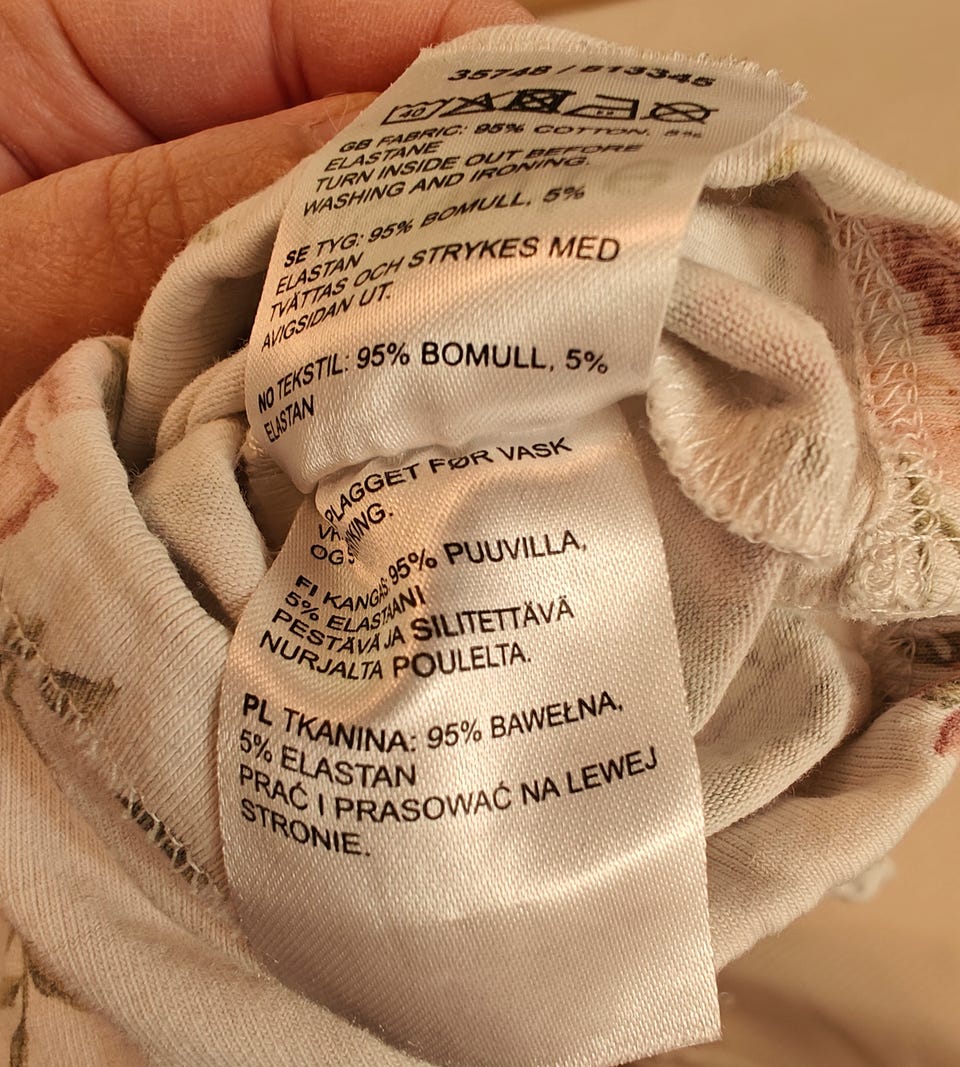 35748 / 513345
40
GB FABRIC: 95% COTTON, 5%
ELASTANE
TURN INSIDE OUT BEFORE
WASHING AND IRONING.
SE TYG: 95% BOMULL, 5%
ELASTAN
TVÄTTAS OCH STRYKES MED
AVIGSIDAN UT.
NO TEKSTIL: 95% BOMULL, 5%
ELASTAN
PLAGGET FØR VASK
OG
FI KANGAS: 95% PUUVILLA,
5% ELASTAANI
PESTÄVÄ JA SILITETTÄVÄ
NURJALTA POULELTA.
PL TKANINA: 95% BAWEŁNA,
5% ELASTAN
PRAĆ I PRASOWAĆ NA LEWEJ
STRONIE.